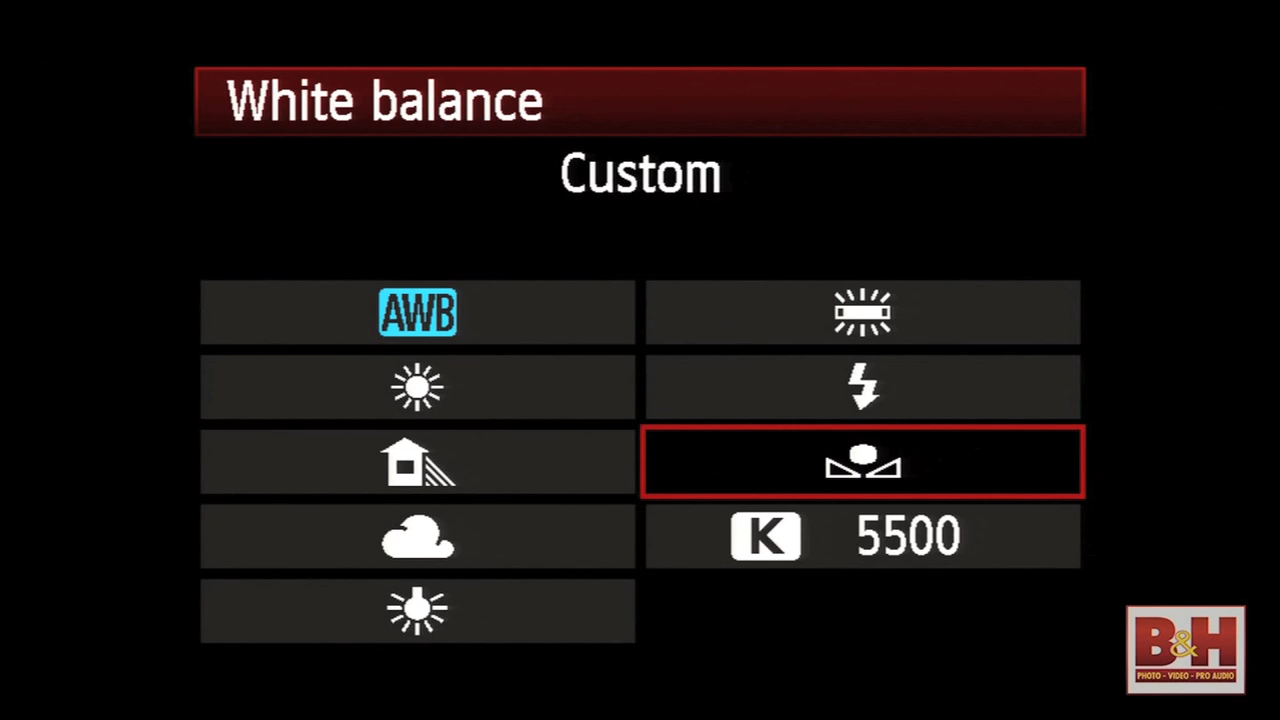 White balance
Custom
AWB
K 5500
B&H
PHOTO - VIDEO - PRO AUDIO